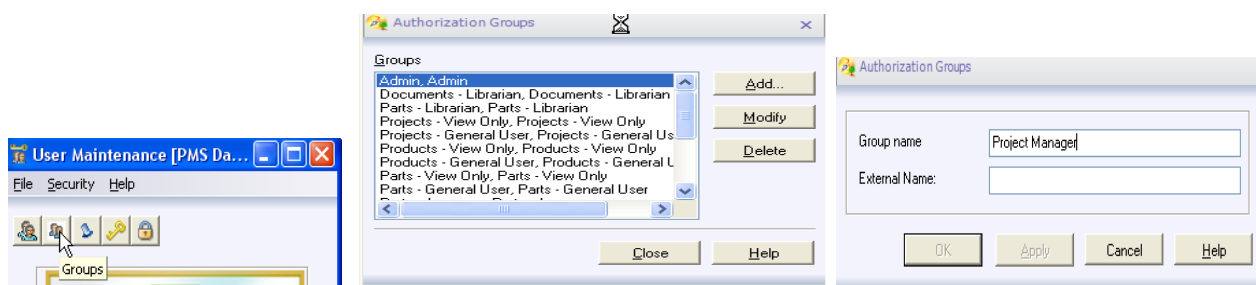 User Maintenance [PMS Da...
File Security Help
Groups
Authorization Groups
Groups
Admin, Admin
Documents - Librarian, Documents - Librarian
Parts - Librarian, Parts - Librarian
Projects - View Only, Projects - View Only
Projects - General User, Projects - General Us
Products - View Only, Products - View Only
Products - General User, Products - General U
Parts - View Only, Parts - View Only
Parts - General User, Parts - General User
Add...
Modify
Delete
Close
Help
Authorization Groups
Group name
Project Manager
External Name:
OK
Apply
Cancel
Help